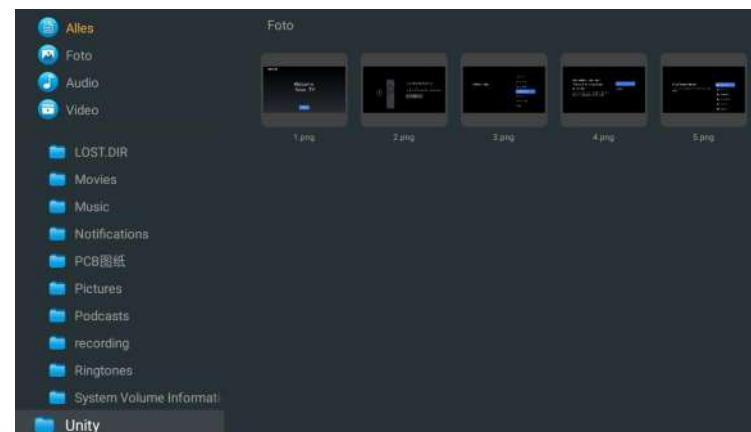 Alles
Foto
Audio
Video
LOST.DIR
Movies
Music
Notifications
PCB图纸
Pictures
Podcasts
recording
Ringtones
System Volume Informati
Unity
Foto
1.png
2.png
3.png
4.png
5.png